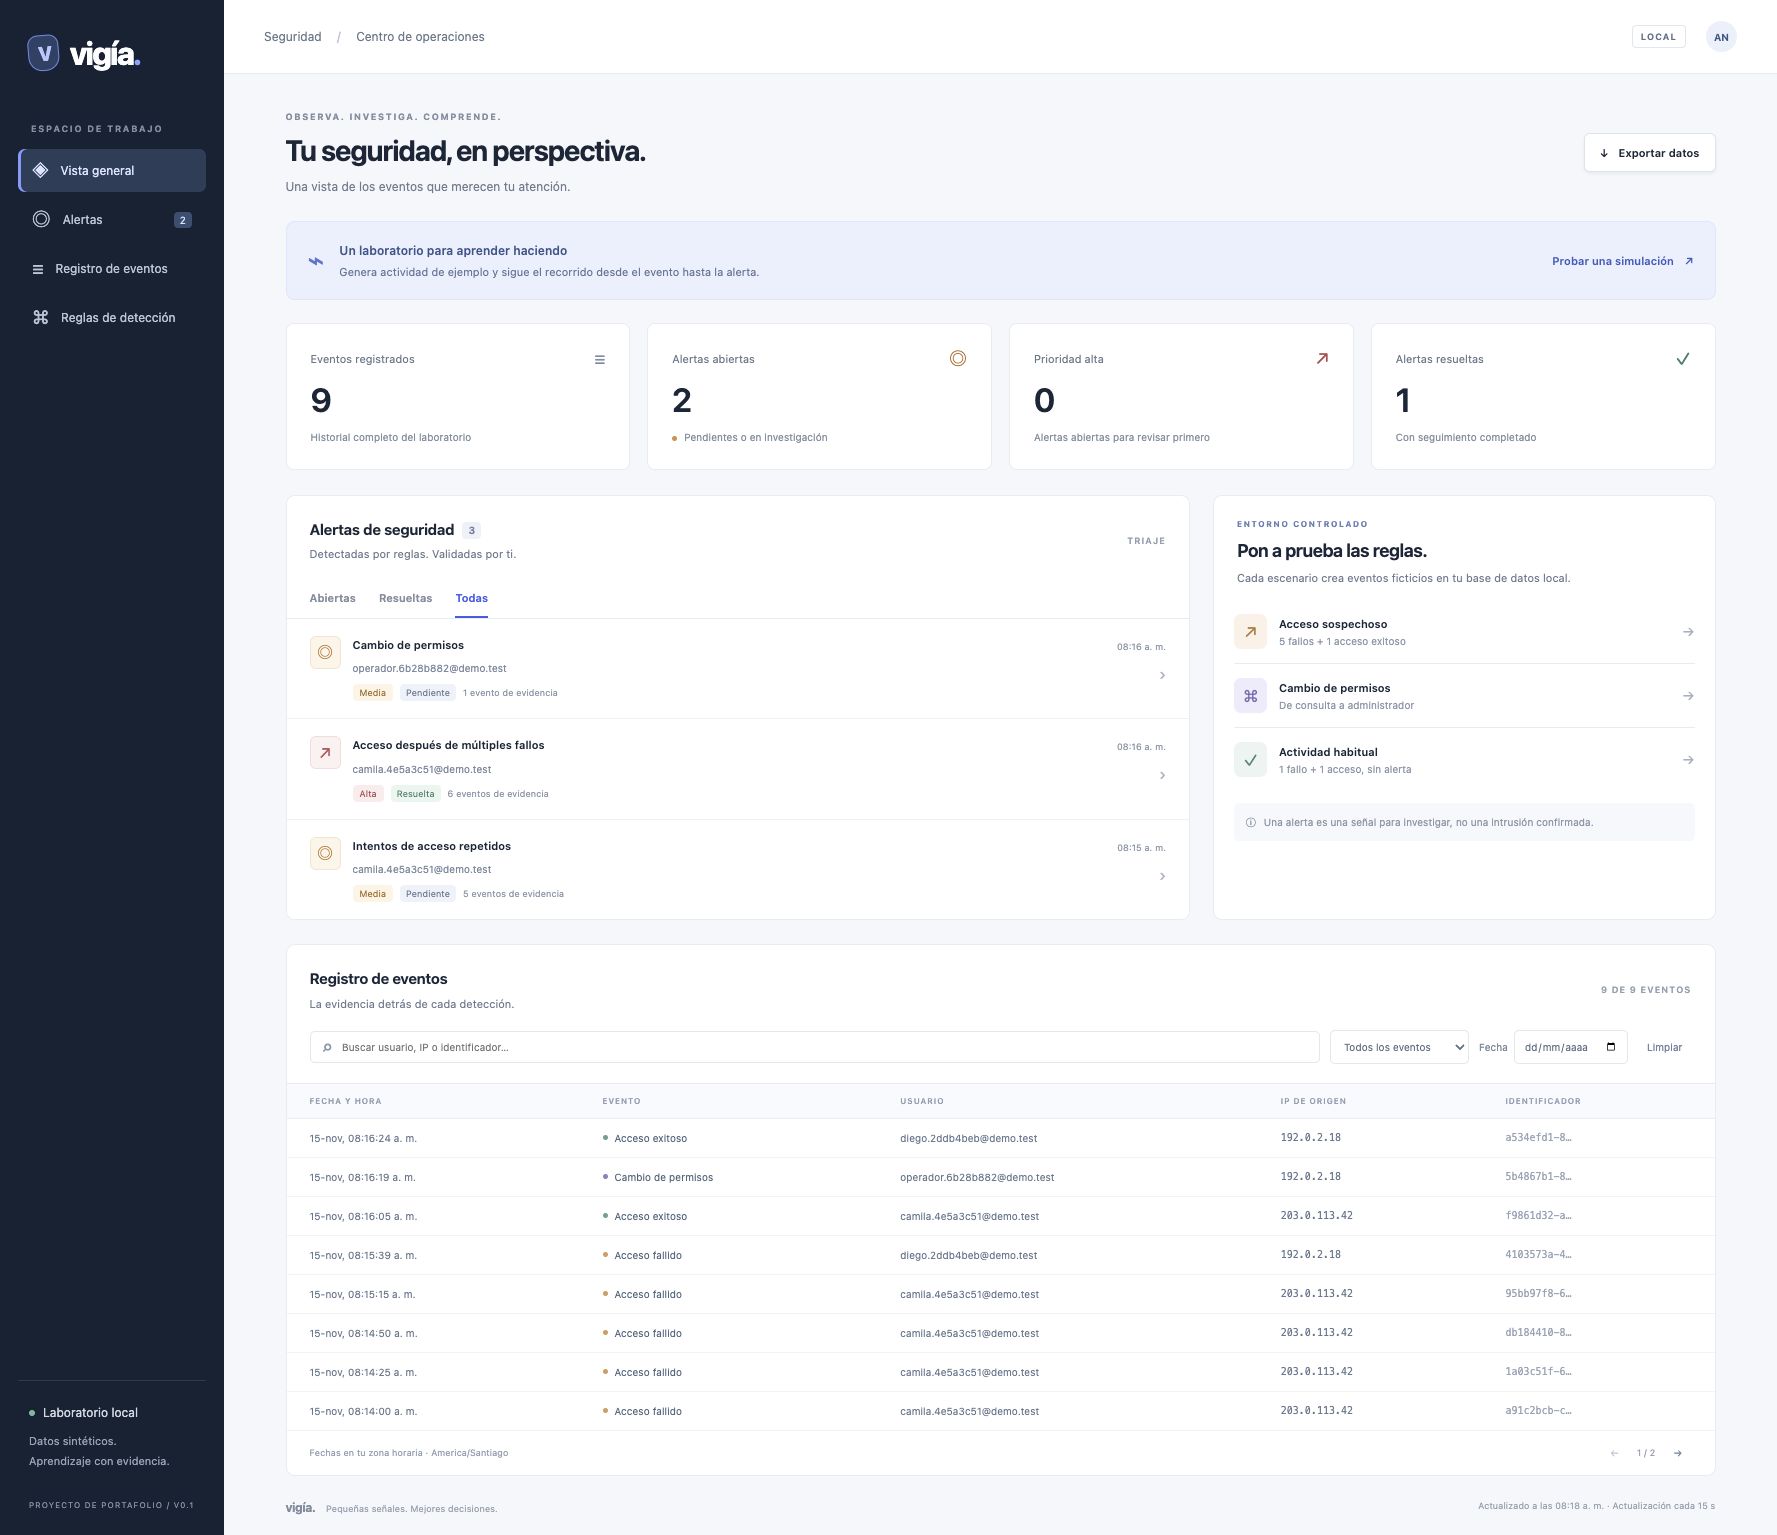 V vigía.
ESPACIO DE TRABAJO
Vista general
Alertas 2
Registro de eventos
Reglas de detección
Laboratorio local
Datos sintéticos.
Aprendizaje con evidencia.
PROYECTO DE PORTAFOLIO / V0.1
Seguridad / Centro de operaciones
LOCAL AN
OBSERVA. INVESTIGA. COMPRENDE.
Tu seguridad, en perspectiva.
Una vista de los eventos que merecen tu atención.
↓ Exportar datos
Un laboratorio para aprender haciendo
Genera actividad de ejemplo y sigue el recorrido desde el evento hasta la alerta.
Probar una simulación ↗
Eventos registrados
9
Historial completo del laboratorio
Alertas abiertas
2
Pendientes o en investigación
Prioridad alta
0
Alertas abiertas para revisar primero
Alertas resueltas
1
Con seguimiento completado
Alertas de seguridad 3
Detectadas por reglas. Validadas por ti.
TRIAJE
Abiertas Resueltas Todas
Cambio de permisos 08:16 a. m.
operador.6b28b882@demo.test
Media Pendiente 1 evento de evidencia
Acceso después de múltiples fallos 08:16 a. m.
camila.4e5a3c51@demo.test
Alta Resuelta 6 eventos de evidencia
Intentos de acceso repetidos 08:15 a. m.
camila.4e5a3c51@demo.test
Media Pendiente 5 eventos de evidencia
ENTORNO CONTROLADO
Pon a prueba las reglas.
Cada escenario crea eventos ficticios en tu base de datos local.
Acceso sospechoso
5 fallos + 1 acceso exitoso
Cambio de permisos
De consulta a administrador
Actividad habitual
1 fallo + 1 acceso, sin alerta
Una alerta es una señal para investigar, no una intrusión confirmada.
Registro de eventos
La evidencia detrás de cada detección.
9 DE 9 EVENTOS
Buscar usuario, IP o identificador... Todos los eventos Fecha dd/mm/aaaa Limpiar
FECHA Y HORA EVENTO USUARIO IP DE ORIGEN IDENTIFICADOR
15-nov, 08:16:24 a. m. Acceso exitoso diego.2ddb4beb@demo.test 192.0.2.18 a534efd1-8…
15-nov, 08:16:19 a. m. Cambio de permisos operador.6b28b882@demo.test 192.0.2.18 5b4867b1-8…
15-nov, 08:16:05 a. m. Acceso exitoso camila.4e5a3c51@demo.test 203.0.113.42 f9861d32-a…
15-nov, 08:15:39 a. m. Acceso fallido diego.2ddb4beb@demo.test 192.0.2.18 4103573a-4…
15-nov, 08:15:15 a. m. Acceso fallido camila.4e5a3c51@demo.test 203.0.113.42 95bb97f8-6…
15-nov, 08:14:50 a. m. Acceso fallido camila.4e5a3c51@demo.test 203.0.113.42 db184410-8…
15-nov, 08:14:25 a. m. Acceso fallido camila.4e5a3c51@demo.test 203.0.113.42 1a03c51f-6…
15-nov, 08:14:00 a. m. Acceso fallido camila.4e5a3c51@demo.test 203.0.113.42 a91c2bcb-c…
Fechas en tu zona horaria · America/Santiago ← 1 / 2 →
vigía. Pequeñas señales. Mejores decisiones. Actualizado a las 08:18 a. m. · Actualización cada 15 s